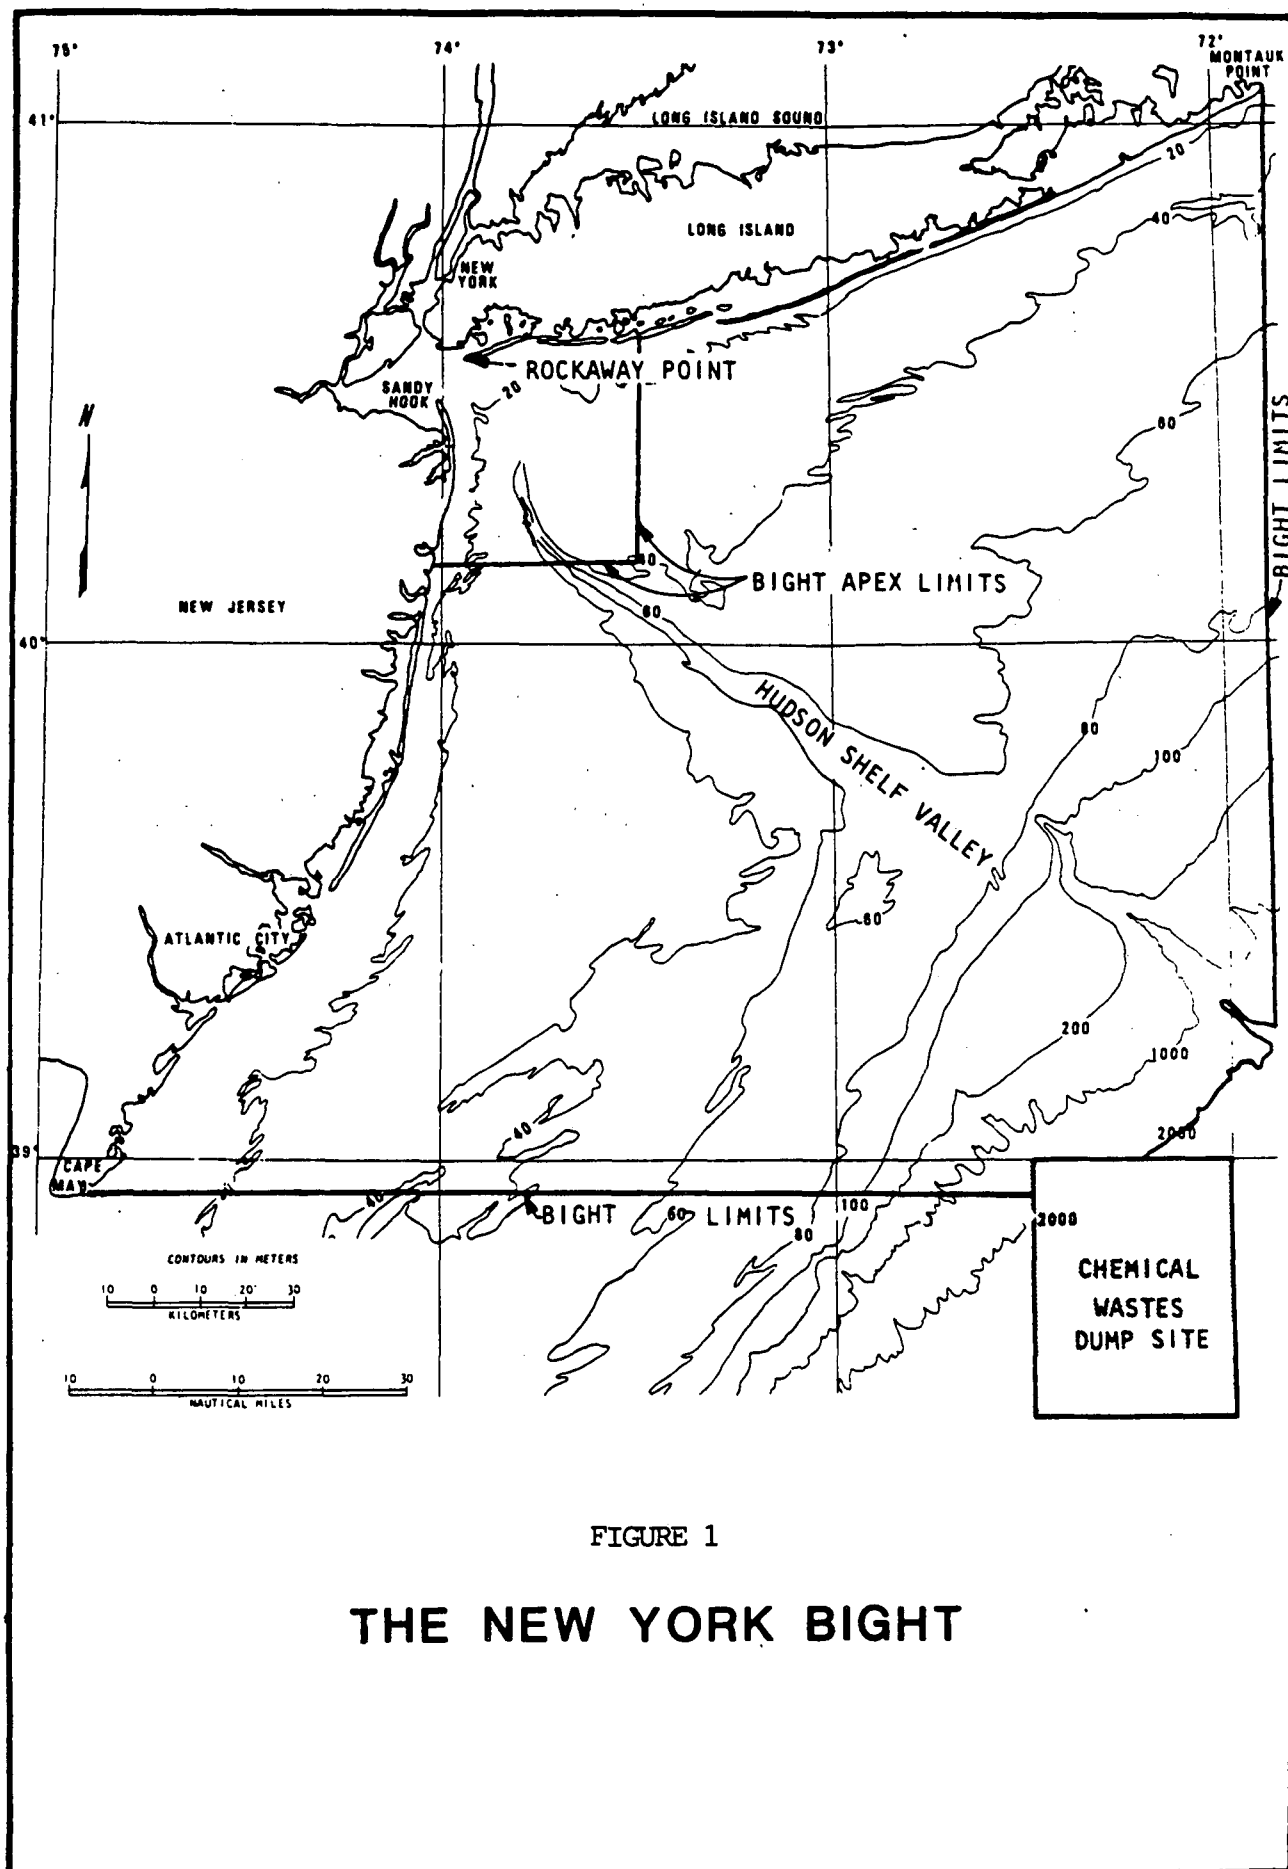 75°
74°
73°
72°
MONTAUK
POINT
41°
LONG ISLAND SOUND
20
LONG ISLAND
40
NEW
YORK
ROCKAWAY POINT
SANDY
HOOK
20
N
60
BIGHT LIMITS
40
BIGHT APEX LIMITS
60
NEW JERSEY
40°
HUDSON SHELF VALLEY
80
100
60
ATLANTIC CITY
200
1000
2000
39°
CAPE
MAY
40
40
BIGHT LIMITS
60
80
100
2000
CONTOURS IN METERS
10 0 10 20 30
KILOMETERS
CHEMICAL
WASTES
DUMP SITE
10 0 10 20 30
NAUTICAL MILES
FIGURE 1
THE NEW YORK BIGHT